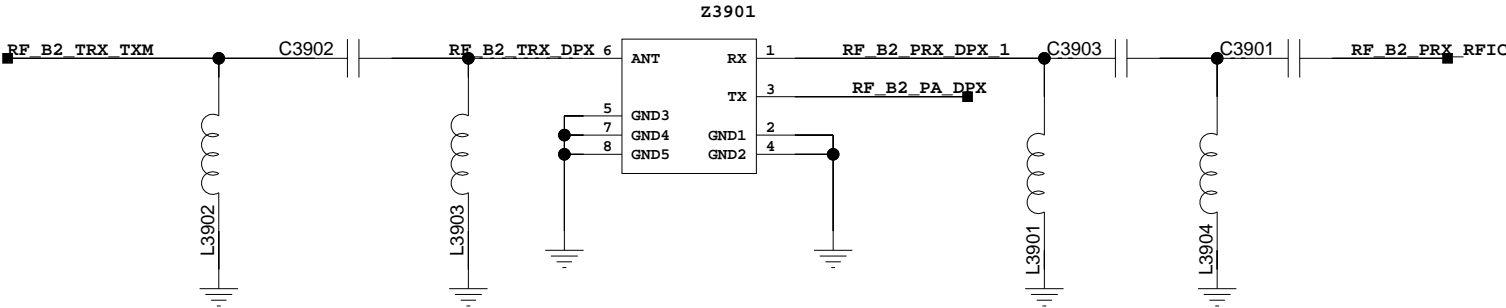 Z3901
RF_B2_TRX_TXM
C3902
RF_B2_TRX_DPX
6
ANT
RX
1
RF_B2_PRX_DPX_1
C3903
C3901
RF_B2_PRX_RFIC
TX
3
RF_B2_PA_DPX
5
GND3
7
GND4
GND1
2
8
GND5
GND2
4
L3902
L3903
L3901
L3904